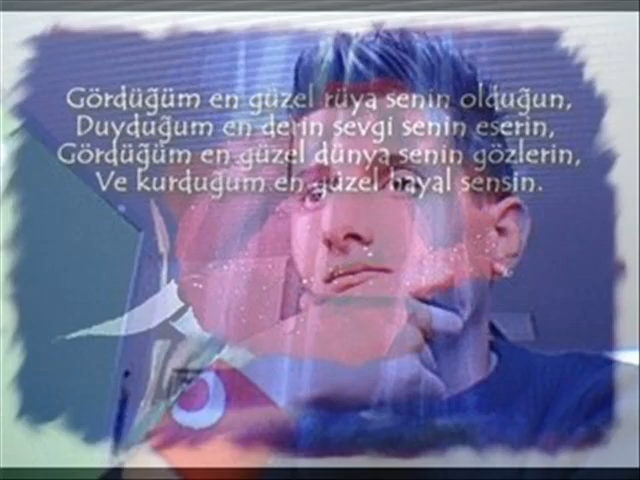 Gördüğüm en güzel rüya senin olduğun,
Duyduğum en derin sevgi senin eserin,
Gördüğüm en güzel dünya senin gözlerin,
Ve kurduğum en güzel hayal sensin.